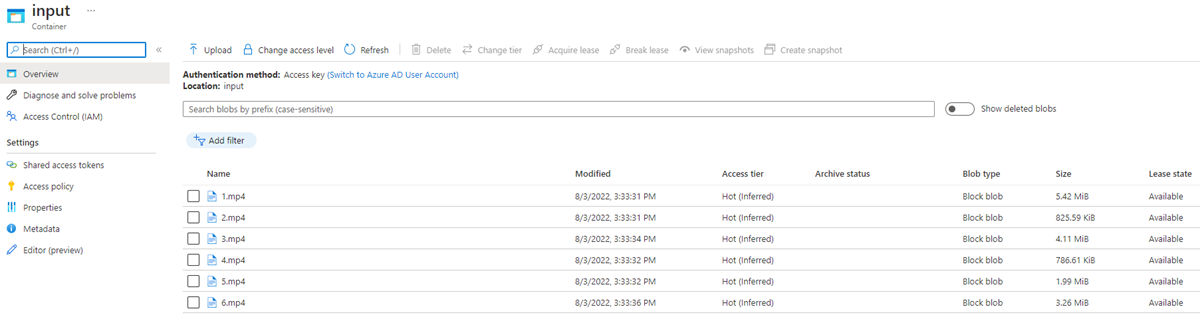 input ...
Container
Search (Ctrl+/) «
Overview
Diagnose and solve problems
Access Control (IAM)
Settings
Shared access tokens
Access policy
Properties
Metadata
Editor (preview)
Upload Change access level Refresh Delete Change tier Acquire lease Break lease View snapshots Create snapshot
Authentication method: Access key (Switch to Azure AD User Account)
Location: input
Search blobs by prefix (case-sensitive) Show deleted blobs
Add filter
Name Modified Access tier Archive status Blob type Size Lease state
1.mp4 8/3/2022, 3:33:31 PM Hot (Inferred) Block blob 5.42 MiB Available
2.mp4 8/3/2022, 3:33:31 PM Hot (Inferred) Block blob 825.59 KiB Available
3.mp4 8/3/2022, 3:33:34 PM Hot (Inferred) Block blob 4.11 MiB Available
4.mp4 8/3/2022, 3:33:32 PM Hot (Inferred) Block blob 786.61 KiB Available
5.mp4 8/3/2022, 3:33:32 PM Hot (Inferred) Block blob 1.99 MiB Available
6.mp4 8/3/2022, 3:33:36 PM Hot (Inferred) Block blob 3.26 MiB Available